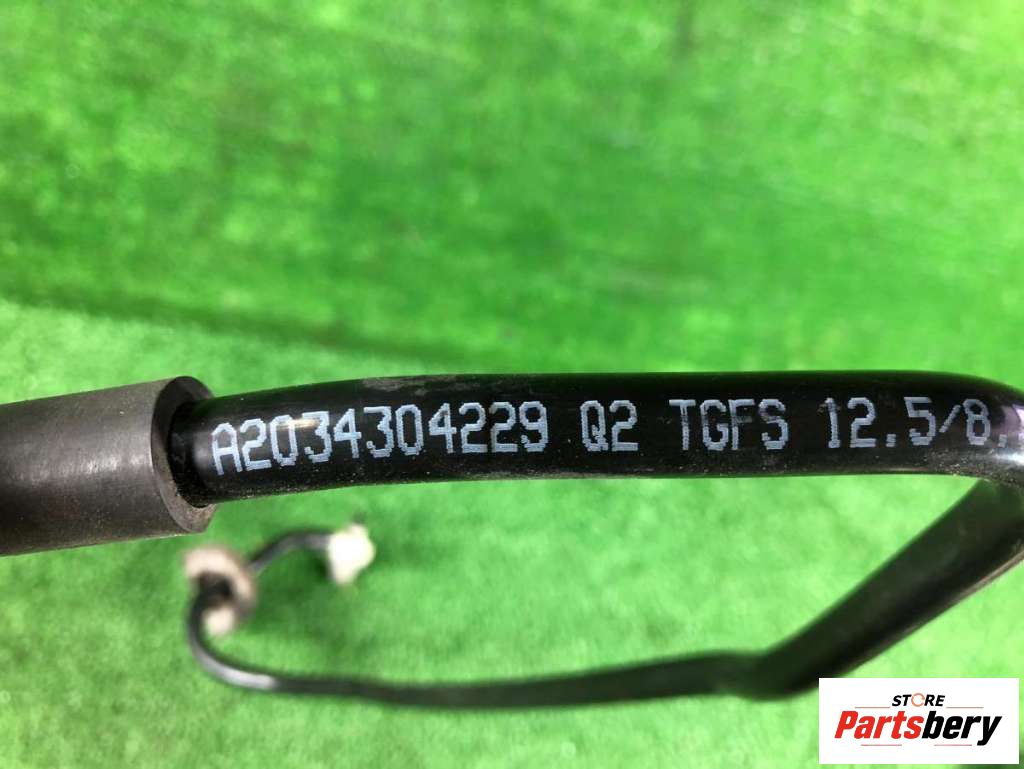 A2034304229 Q2 TGFS 12.5/8.
STORE
Partsbery